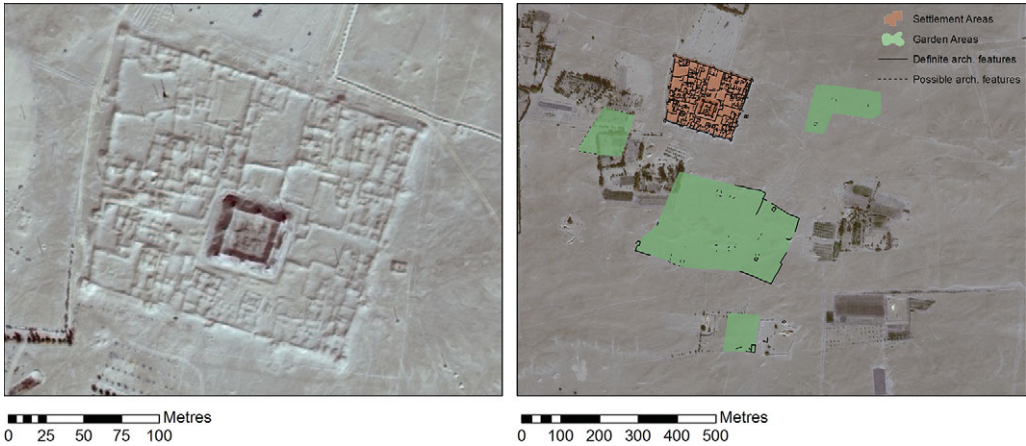 Settlement Areas
Garden Areas
Definite arch. features
Possible arch. features
Metres
0 25 50 75 100
Metres
0 100 200 300 400 500